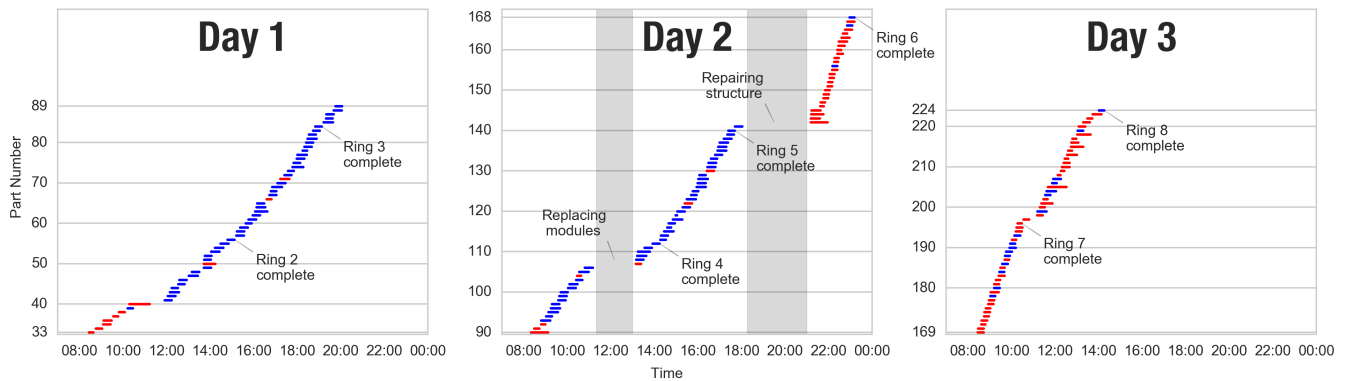 Day 1
89
80
70
60
50
40
33
Part Number
Ring 3
complete
Ring 2
complete
08:00 10:00 12:00 14:00 16:00 18:00 20:00 22:00 00:00
Day 2
168
160
150
140
130
120
110
100
90
Ring 6
complete
Repairing
structure
Ring 5
complete
Replacing
modules
Ring 4
complete
08:00 10:00 12:00 14:00 16:00 18:00 20:00 22:00 00:00
Time
Day 3
224
220
210
200
190
180
169
Ring 8
complete
Ring 7
complete
08:00 10:00 12:00 14:00 16:00 18:00 20:00 22:00 00:00